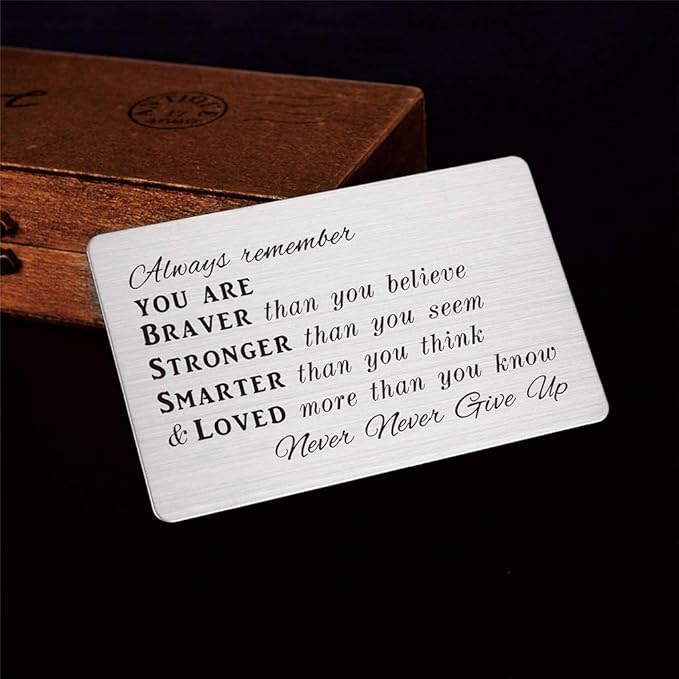 ANTIQUE
Always remember
YOU ARE
BRAVER than you believe
STRONGER than you seem
SMARTER than you think
& LOVED more than you know
Never Never Give Up